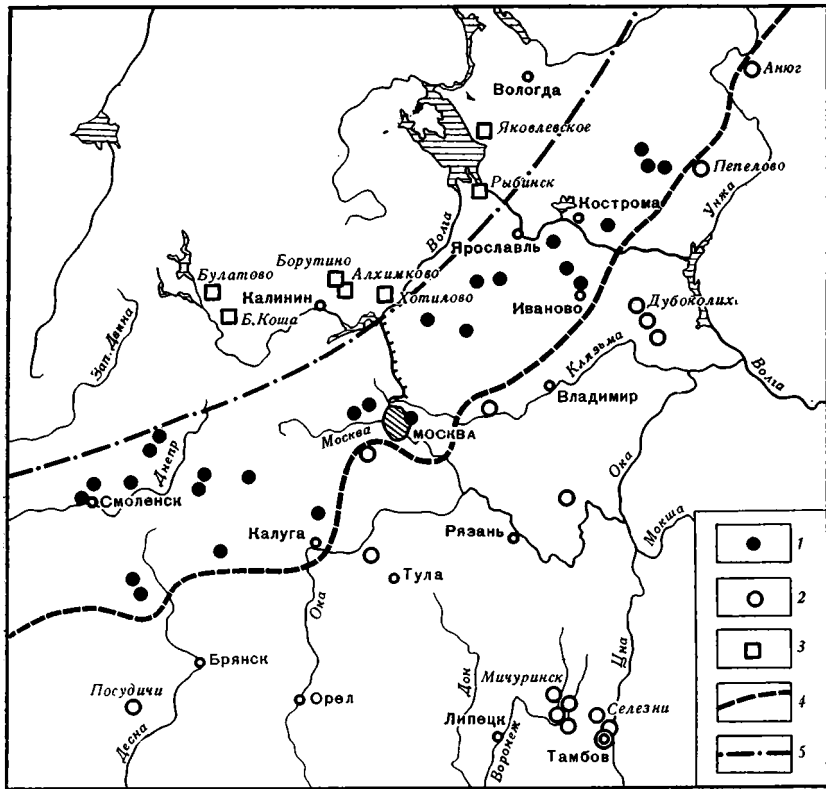 Анюг
Вологда
Яковлевское
Пепелово
Рыбинск
Кострома
Унжа
Волга
Ярославль
Борутино
Булатово
Алхимково
Калинин
Хотилово
Иваново
Дубоколих
Б.Коша
Зап. Двина
Клязьма
Волга
Владимир
Москва
МОСКВА
Днепр
Ока
Смоленск
Мокша
Калуга
Рязань
1
Тула
2
Ока
Цна
3
Брянск
Дон
Мичуринск
4
Посудичи
Орел
Селезни
Липецк
Десна
Воронеж
Тамбов
5